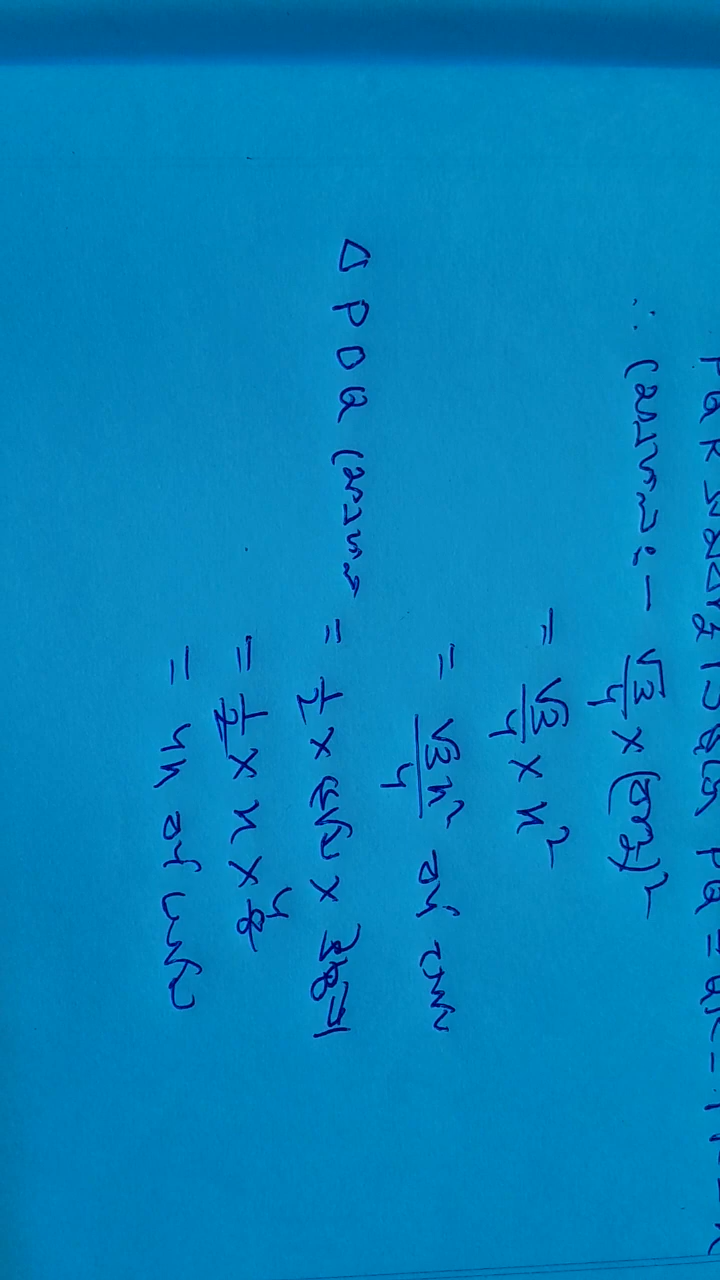 PQR সমবাহু ত্রিভুজে PQ = QR =
∴ ক্ষেত্রফল :- √3/4 × (বাহু)²
= √3/4 × x²
= √3x²/4 বর্গ একক
Δ POQ ক্ষেত্রফল = 1/2 × ভূমি × উচ্চতা
= 1/2 × x × 8 4
= 4x বর্গ একক